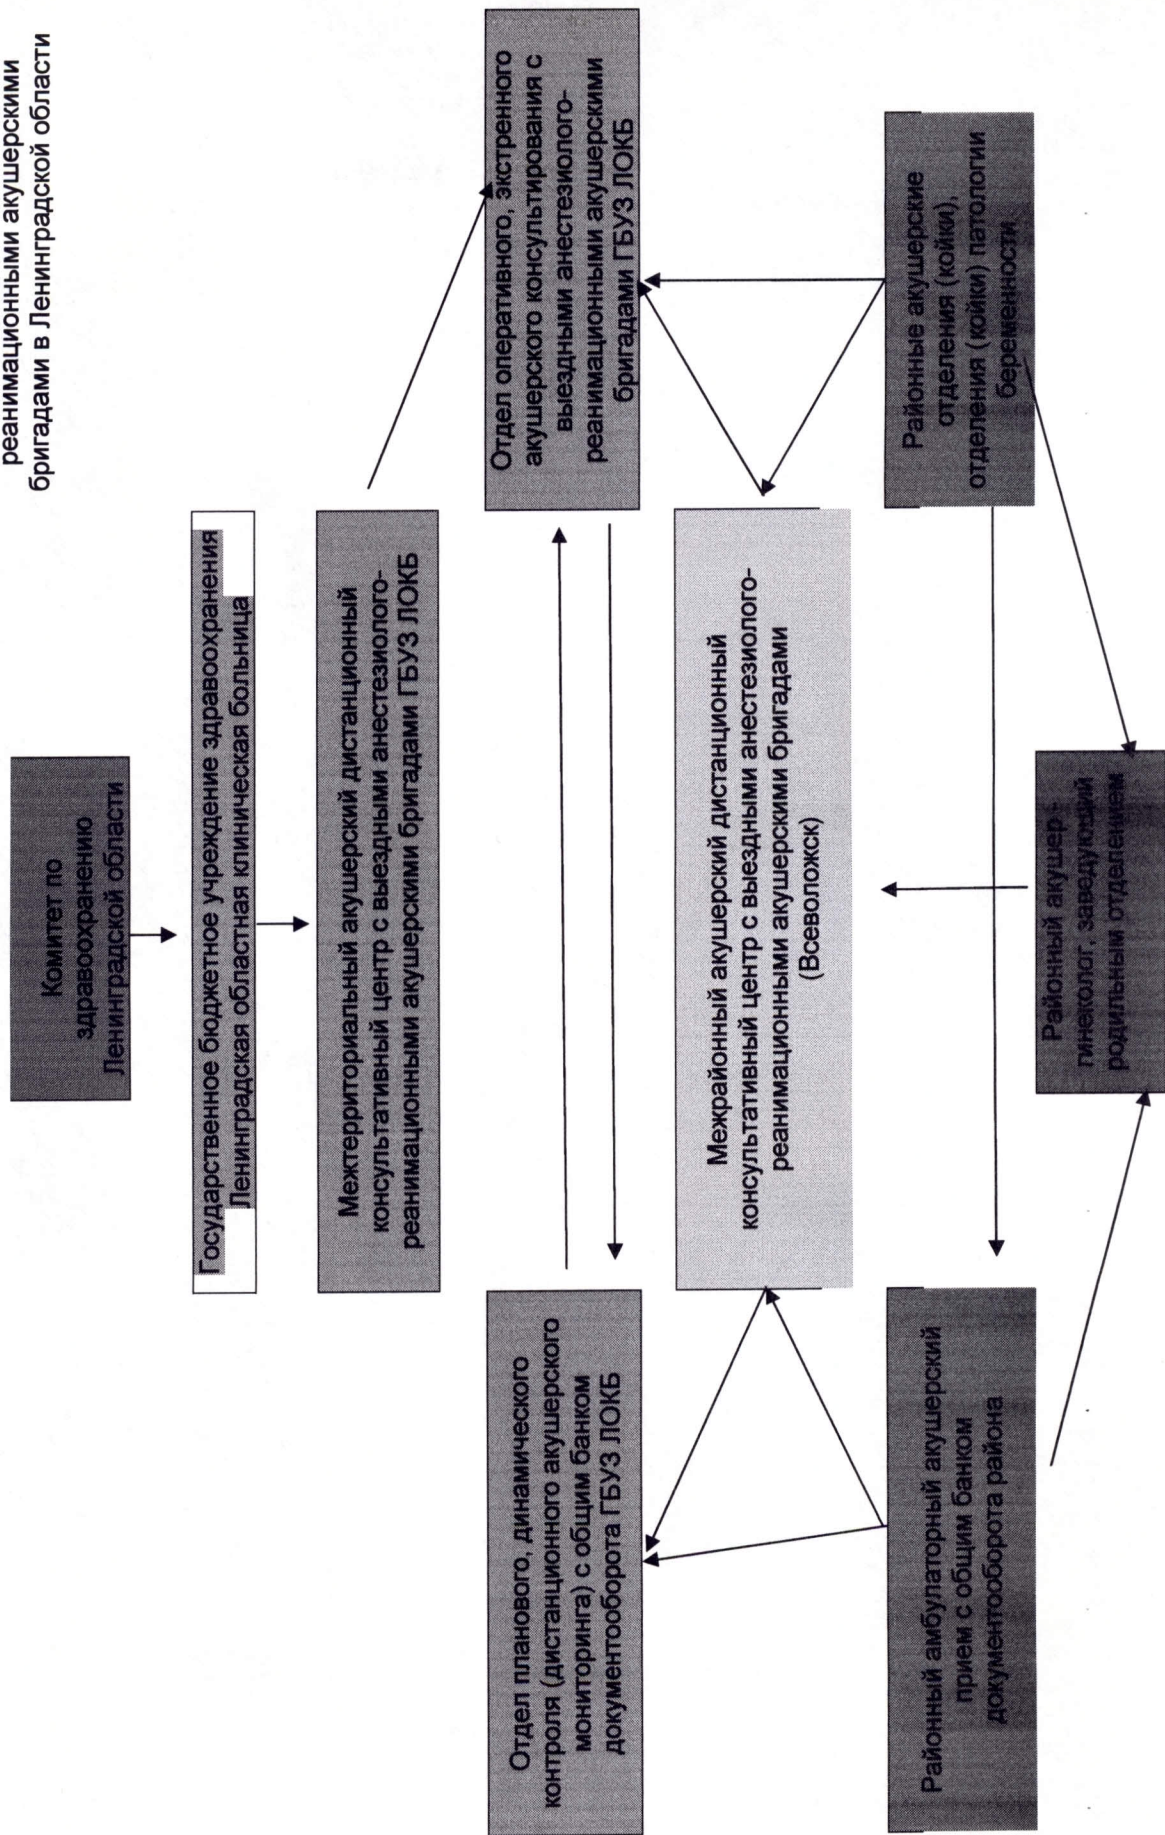 реанимационными акушерскими
бригадами в Ленинградской области
Комитет по
здравоохранению
Ленинградской области
Государственное бюджетное учреждение здравоохранения
Ленинградская областная клиническая больница
Межтерриториальный акушерский дистанционный
консультативный центр с выездными анестезиолого-
реанимационными акушерскими бригадами ГБУЗ ЛОКБ
Отдел планового, динамического
контроля (дистанционного акушерского
мониторинга) с общим банком
документооборота ГБУЗ ЛОКБ
Отдел оперативного, экстренного
акушерского консультирования с
выездными анестезиолого-
реанимационными акушерскими
бригадами ГБУЗ ЛОКБ
Межрайонный акушерский дистанционный
консультативный центр с выездными анестезиолого-
реанимационными акушерскими бригадами
(Всеволожск)
Районный амбулаторный акушерский
прием с общим банком
документооборота района
Районные акушерские
отделения (койки),
отделения (койки) патологии
беременности
Районный акушер -
гинеколог, заведующий
родильным отделением